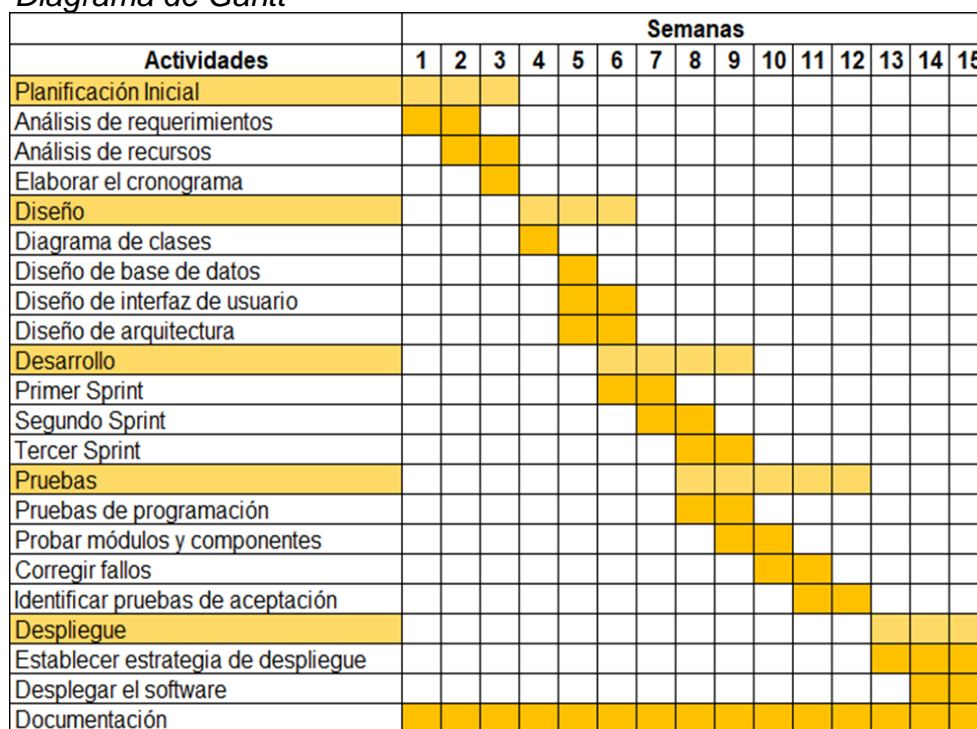 Diagrama de Gantt
Semanas
Actividades 1 2 3 4 5 6 7 8 9 10 11 12 13 14 15
Planificación Inicial
Análisis de requerimientos
Análisis de recursos
Elaborar el cronograma
Diseño
Diagrama de clases
Diseño de base de datos
Diseño de interfaz de usuario
Diseño de arquitectura
Desarrollo
Primer Sprint
Segundo Sprint
Tercer Sprint
Pruebas
Pruebas de programación
Probar módulos y componentes
Corregir fallos
Identificar pruebas de aceptación
Despliegue
Establecer estrategia de despliegue
Desplegar el software
Documentación